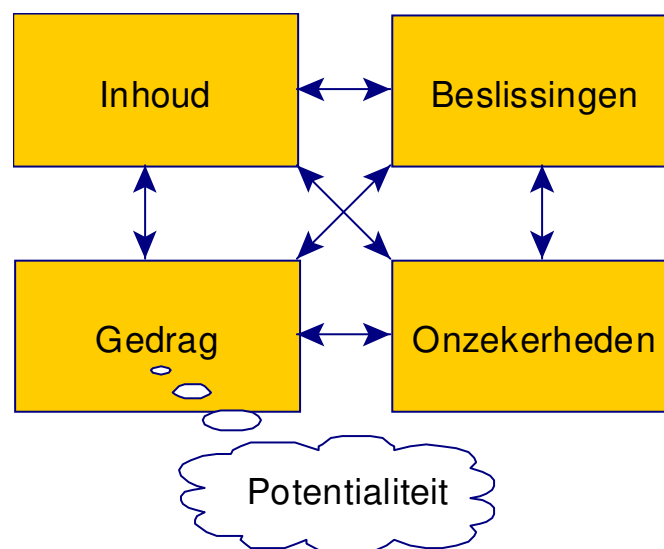 Inhoud
Beslissingen
Gedrag
Onzekerheden
Potentialiteit